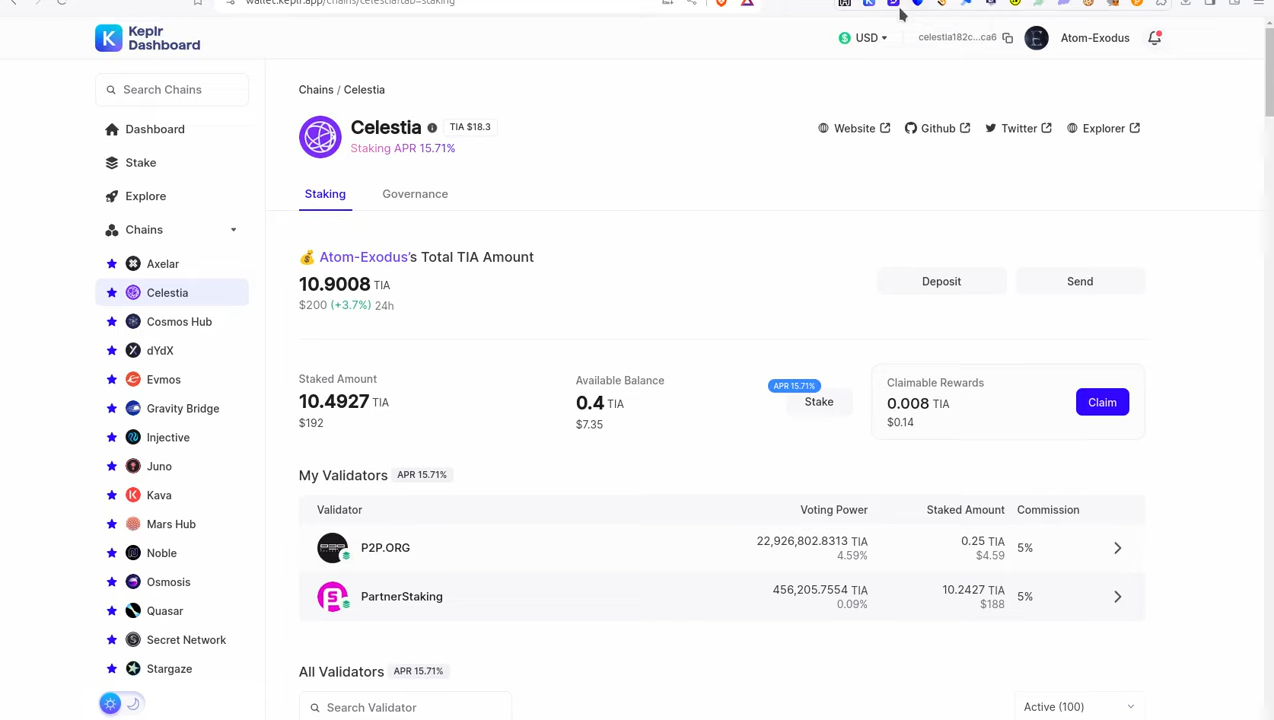 wallet.keplr.app/chains/celestia?tab=staking
Keplr
Dashboard
USD
celestia182c...ca6
Atom-Exodus
Search Chains
Dashboard
Stake
Explore
Chains
Axelar
Celestia
Cosmos Hub
dYdX
Evmos
Gravity Bridge
Injective
Juno
Kava
Mars Hub
Noble
Osmosis
Quasar
Secret Network
Stargaze
Chains / Celestia
Celestia
TIA $18.3
Staking APR 15.71%
Website
Github
Twitter
Explorer
Staking
Governance
Atom-Exodus's Total TIA Amount
10.9008 TIA
$200 (+3.7%) 24h
Deposit
Send
Staked Amount
10.4927 TIA
$192
Available Balance
0.4 TIA
$7.35
APR 15.71%
Stake
Claimable Rewards
0.008 TIA
$0.14
Claim
My Validators APR 15.71%
Validator Voting Power Staked Amount Commission
P2P.ORG 22,926,802.8313 TIA 0.25 TIA 5%
4.59% $4.59
PartnerStaking 456,205.7554 TIA 10.2427 TIA 5%
0.09% $188
All Validators APR 15.71%
Search Validator
Active (100)